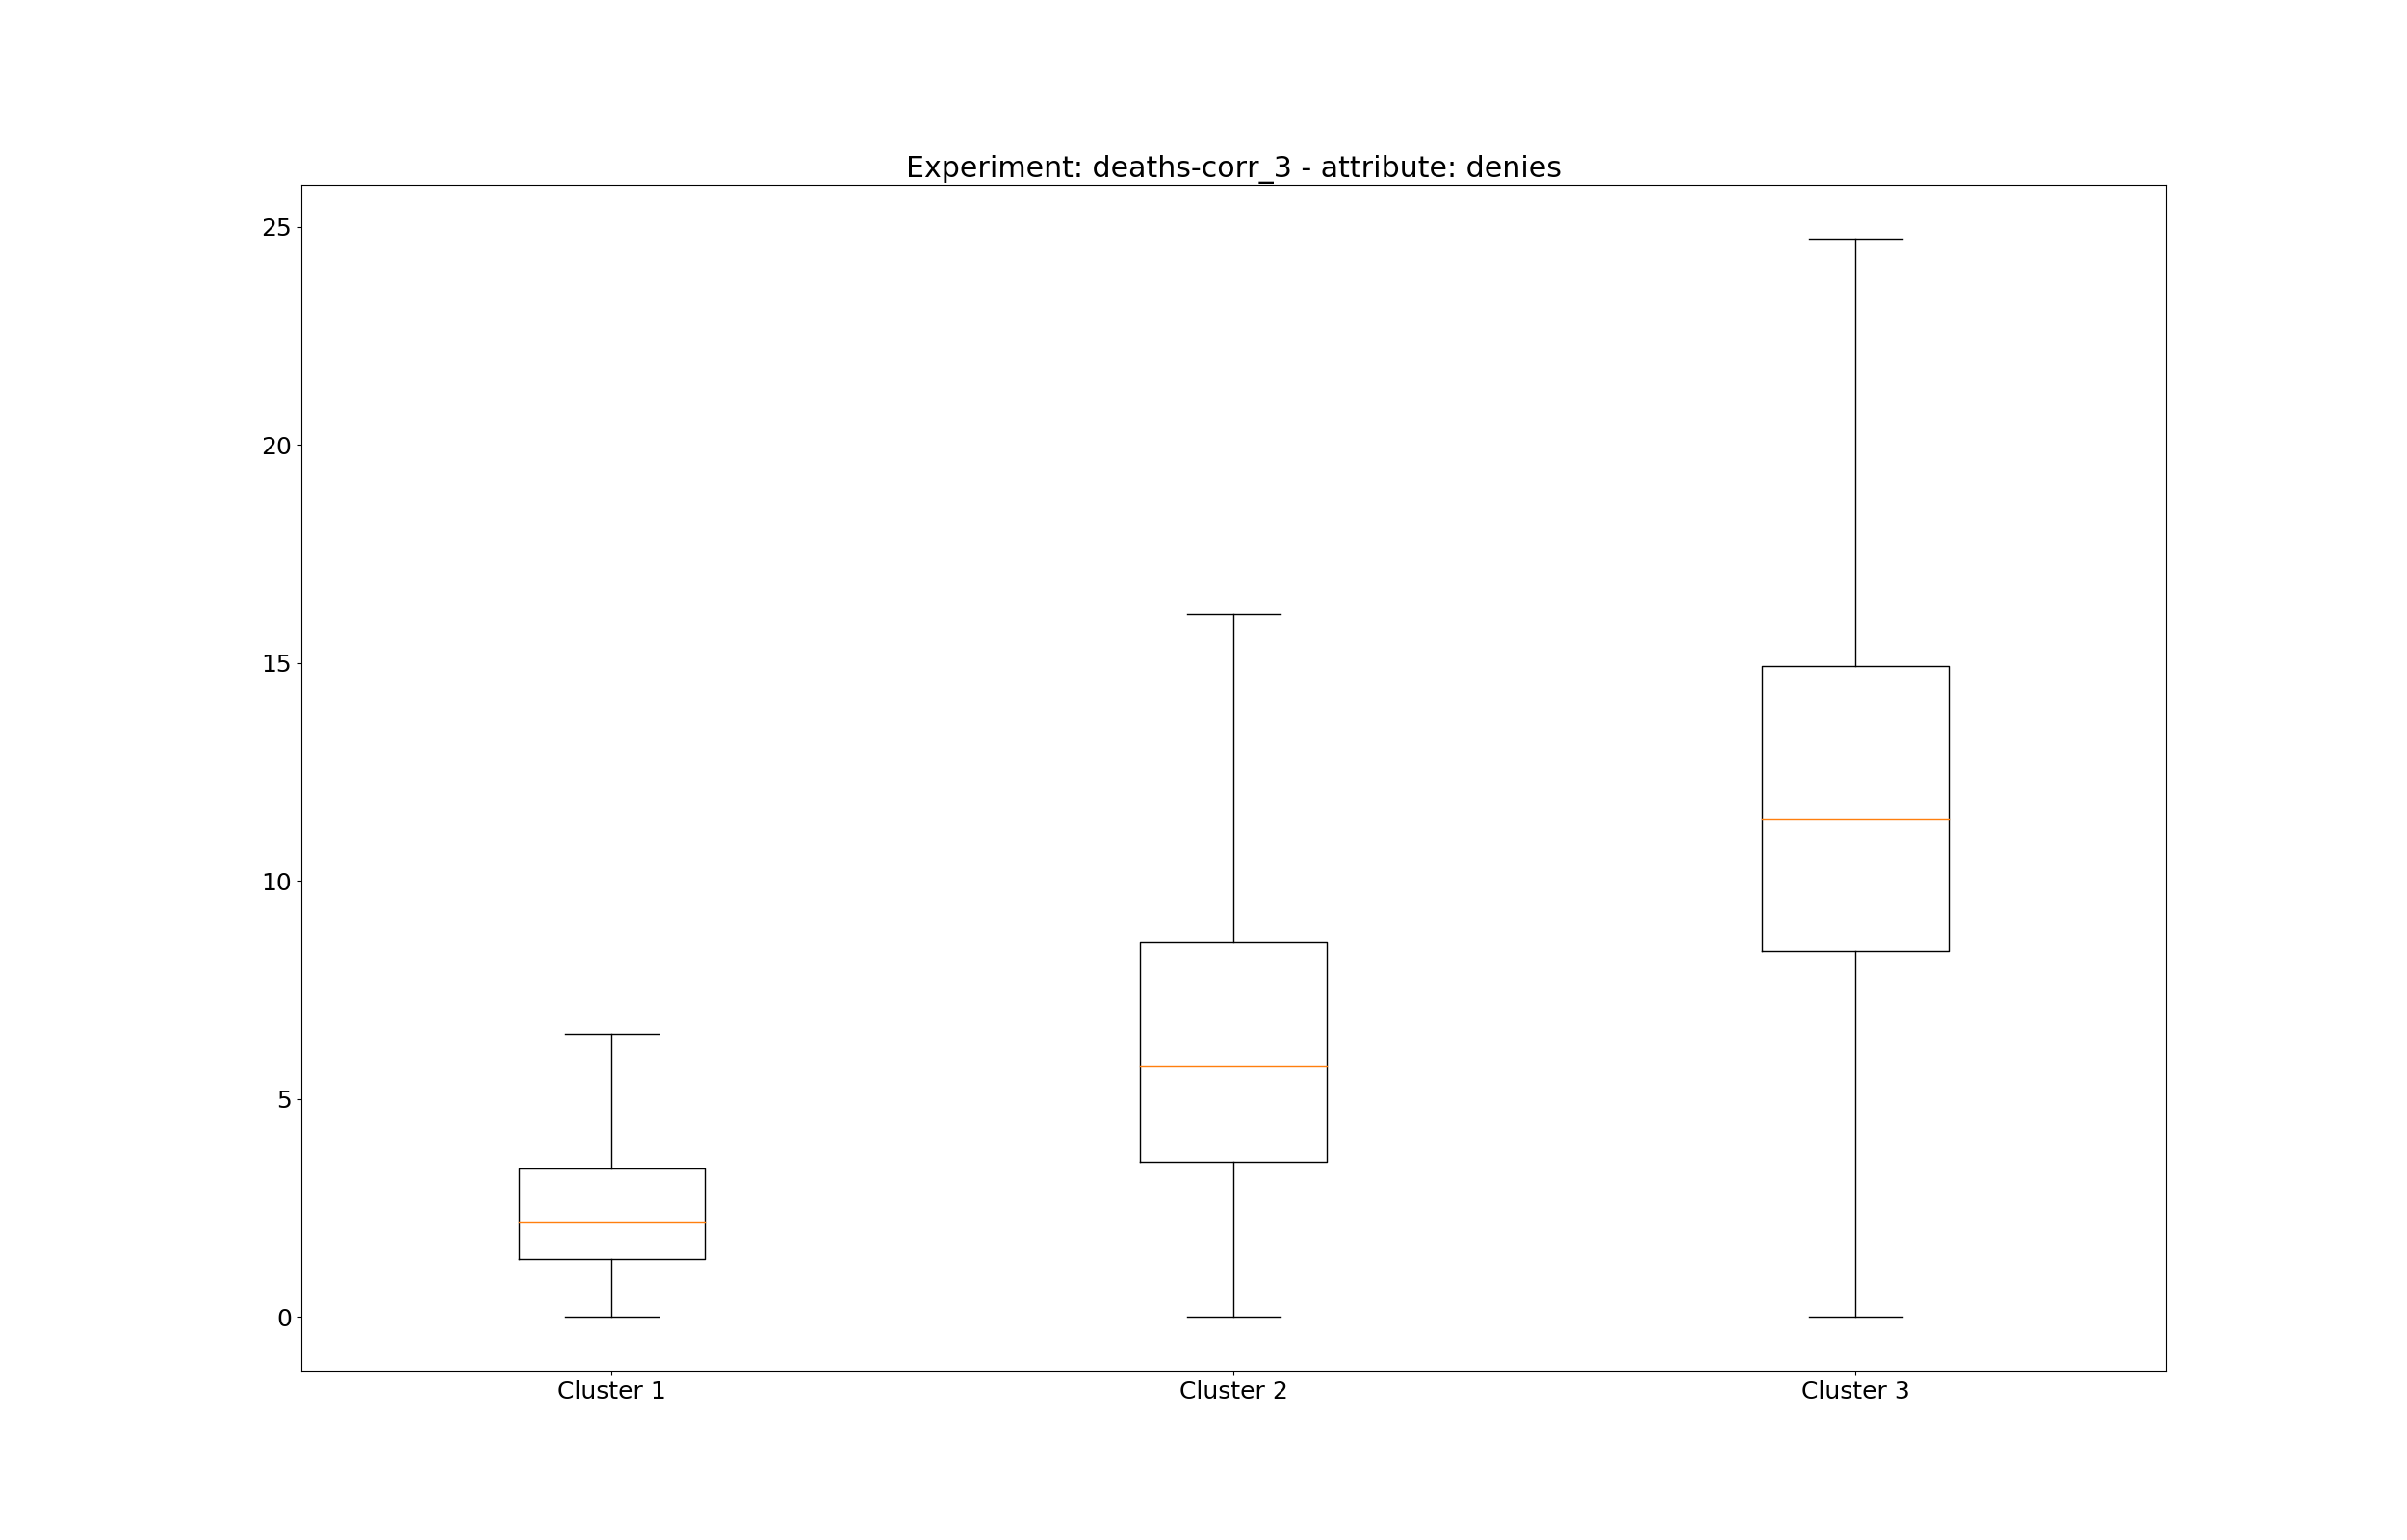 Experiment: deaths-corr_3 - attribute: denies
25
20
15
10
5
0
Cluster 1
Cluster 2
Cluster 3